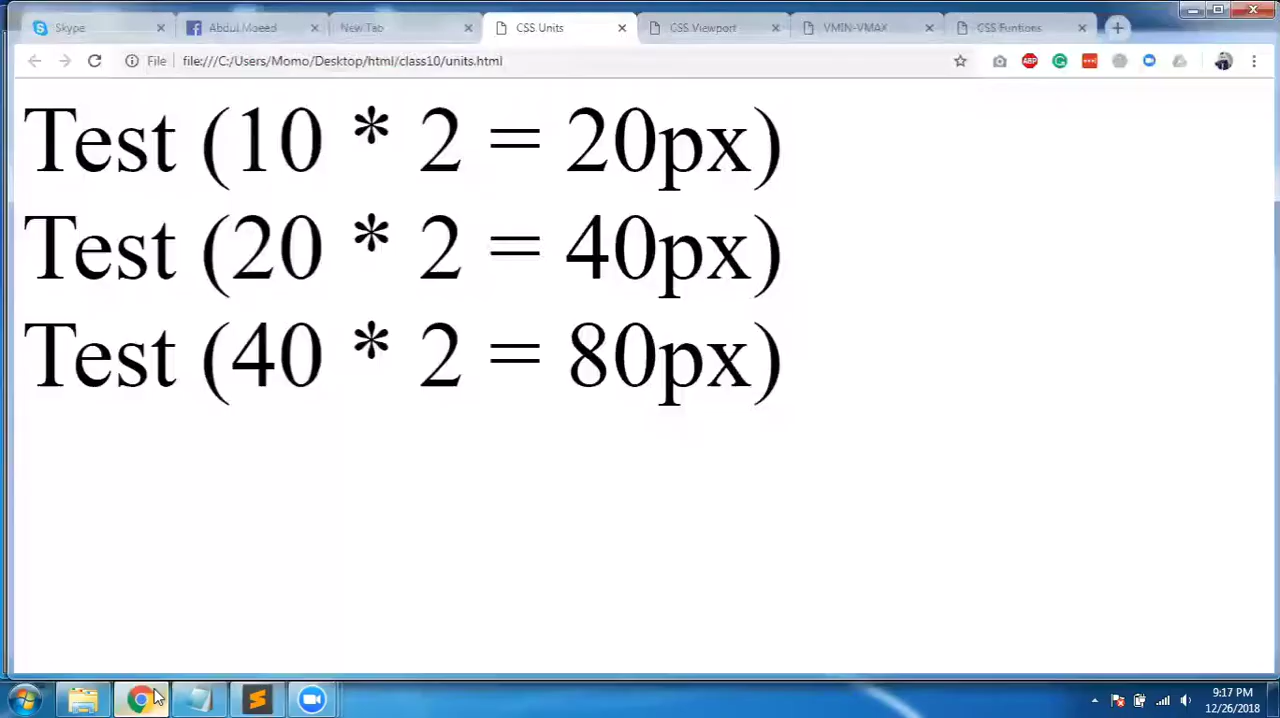 Skype
Abdul Maeed
New Tab
CSS Units
CSS Viewport
VMIN-VMAX
CSS Funtions
File
file:///C:/Users/Momo/Desktop/html/class10/units.html
ABP
Test (10 * 2 = 20px)
Test (20 * 2 = 40px)
Test (40 * 2 = 80px)
9:17 PM
12/26/2018